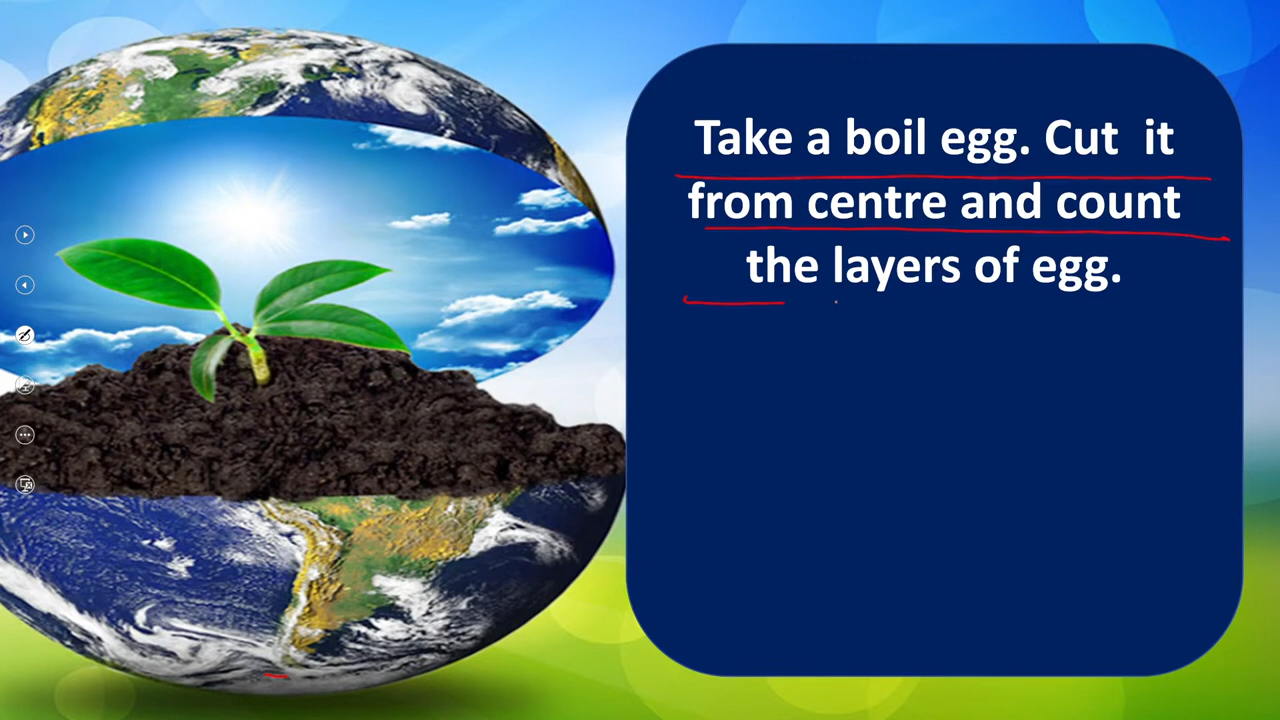 Take a boil egg. Cut  it
from centre and count
the layers of egg.